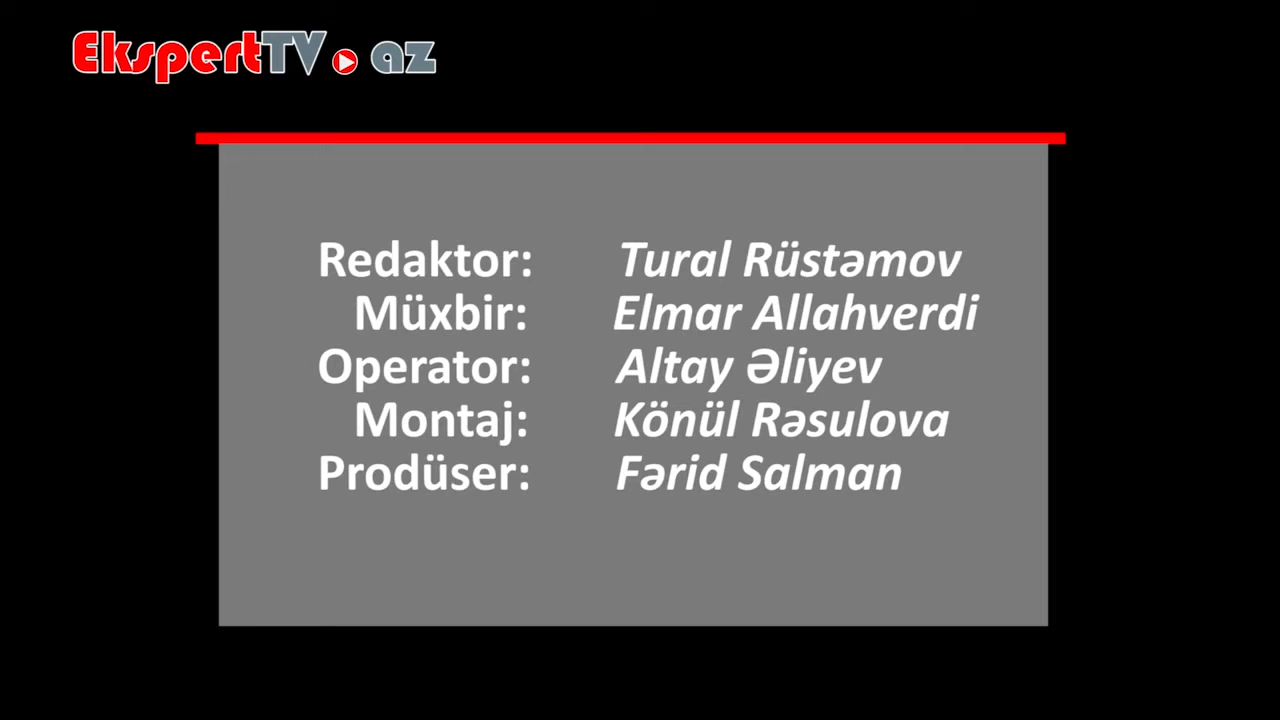 EkspertTV.az
Redaktor: Tural Rüstəmov
Müxbir: Elmar Allahverdi
Operator: Altay Əliyev
Montaj: Könül Rəsulova
Prodüser: Fərid Salman